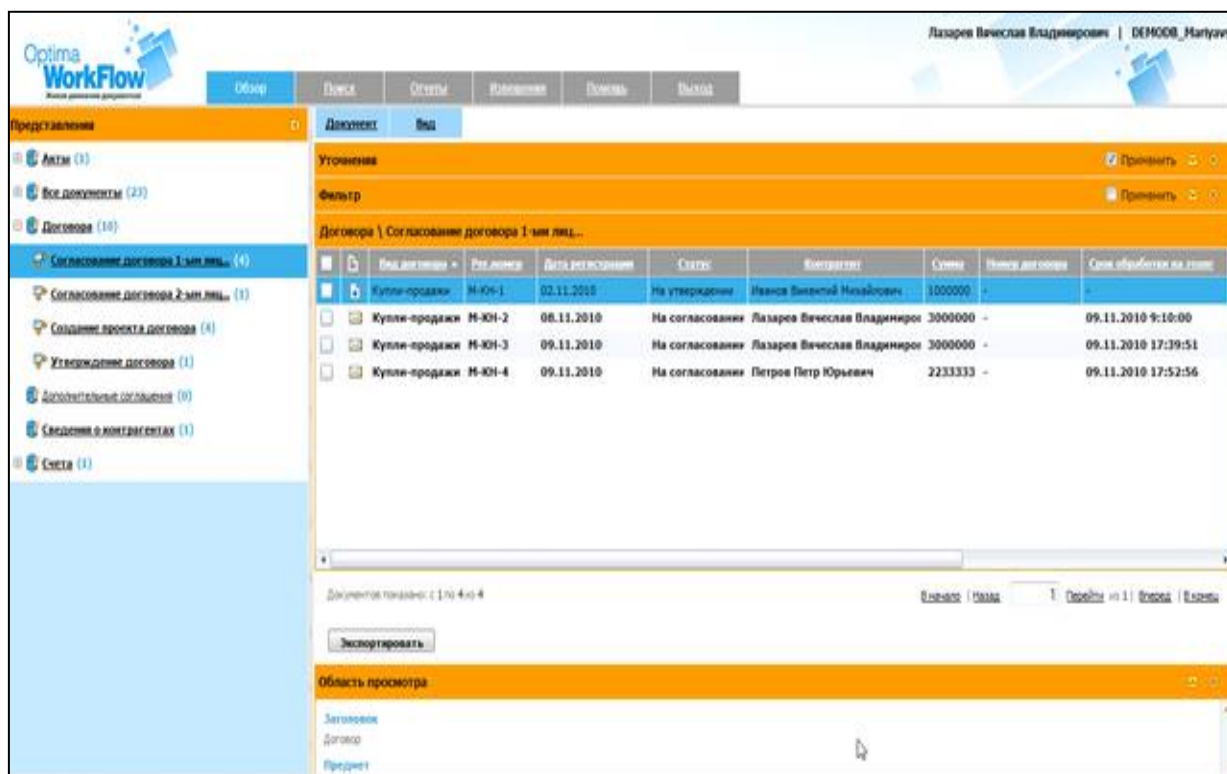 Лазарев Вячеслав Владимирович | DEMODB_Mariyav
Optima
WorkFlow
Обзор Поиск Отчеты Извещения Помощь Выход
Представления
Документ Вид
Акты (1)
Все документы (23)
Договора (10)
Согласование договора 1-ым лиц... (4)
Согласование договора 2-ым лиц... (1)
Создание проекта договора (4)
Утверждение договора (1)
Дополнительные соглашения (0)
Сведения о контрагентах (1)
Счета (1)
Уточнения Применить
Фильтр Применить
Договора \ Согласование договора 1-ым лиц...
Вид договора Рег.номер Дата регистрации Статус Контрагент Сумма Номер договора Срок обработки на этапе
Купли-продажи М-КН-1 02.11.2010 На утверждении Иванов Михайлович 1000000 - -
Купли-продажи М-КН-2 08.11.2010 На согласовании Лазарев Вячеслав Владимиров 3000000 - 09.11.2010 9:10:00
Купли-продажи М-КН-3 09.11.2010 На согласовании Лазарев Вячеслав Владимиров 3000000 - 09.11.2010 17:39:51
Купли-продажи М-КН-4 09.11.2010 На согласовании Петров Петр Юрьевич 2233333 - 09.11.2010 17:52:56
Документов показано: с 1 по 4 из 4
В начало | Назад 1 Перейти из 1 | Вперед | В конец
Экспортировать
Область просмотра
Заголовок
Договор
Предмет